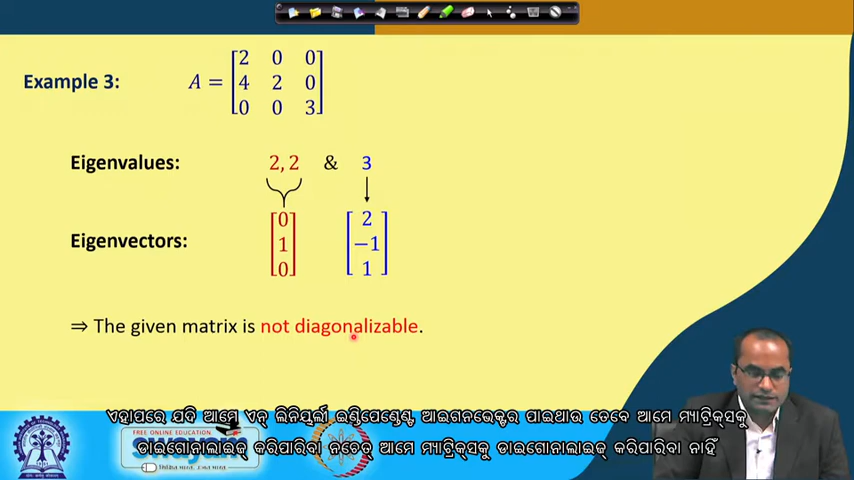 Example 3: A = [2 0 0
4 2 0
0 0 3]
Eigenvalues: 2, 2 & 3
Eigenvectors: [0 1 0] [2 −1 1]
⇒ The given matrix is not diagonalizable.
ଏହାପରେ ଯଦି ଆମେ ଏନ୍ ଲିନିୟର୍ଲୀ ଇଣ୍ଡିପେଣ୍ଡେଣ୍ଟ ଆଇଗନଭେକ୍ଟର ପାଇଥାଉ ତେବେ ଆମେ ମ୍ୟାଟ୍ରିକ୍ସକୁ
ଡାଇଗୋନାଲାଇଜ୍ କରିପାରିବା ନଚେତ୍ ଆମେ ମ୍ୟାଟ୍ରିକ୍ସକୁ ଡାଇଗୋନାଲାଇଜ୍ କରିପାରିବା ନାହିଁ
FREE ONLINE EDUCATION